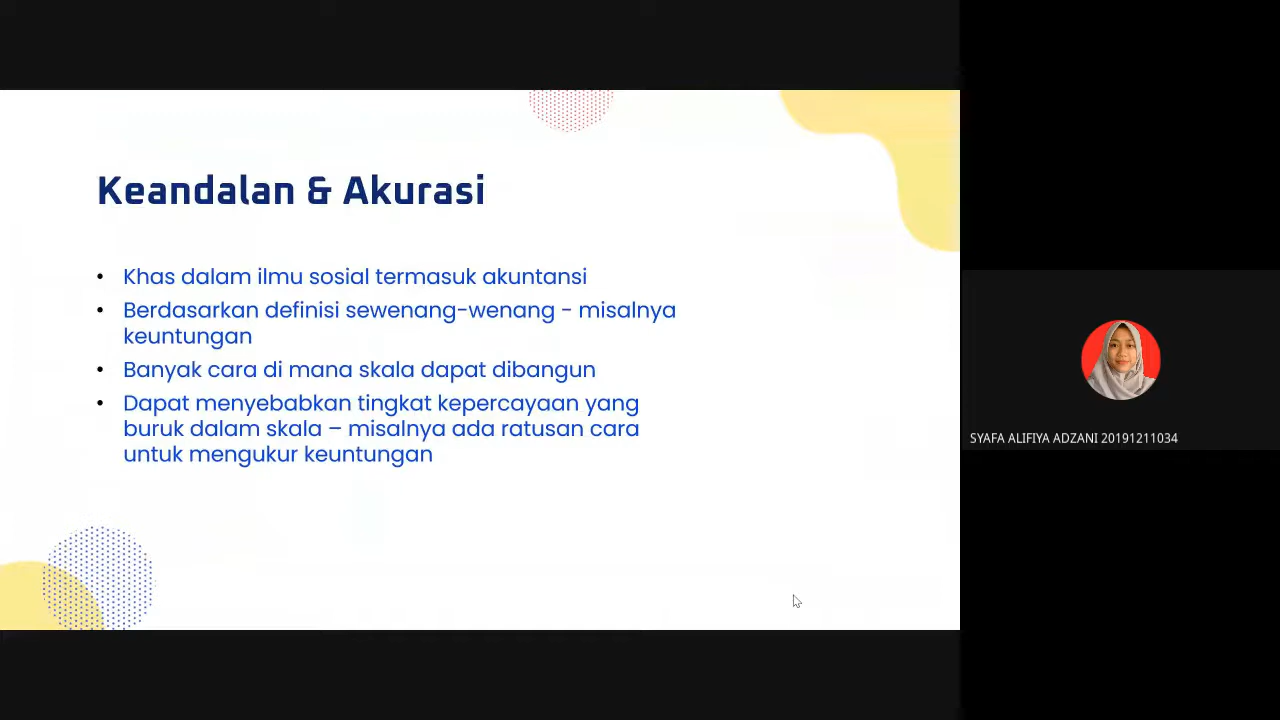 Keandalan & Akurasi
• Khas dalam ilmu sosial termasuk akuntansi
• Berdasarkan definisi sewenang-wenang - misalnya
keuntungan
• Banyak cara di mana skala dapat dibangun
• Dapat menyebabkan tingkat kepercayaan yang
buruk dalam skala – misalnya ada ratusan cara
untuk mengukur keuntungan
SYAFA ALIFIYA ADZANI 20191211034